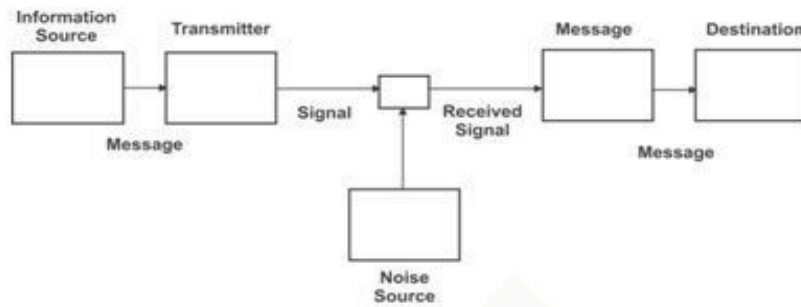 Information
Source
Transmitter
Message
Destination
Message
Signal
Received
Signal
Message
Noise
Source